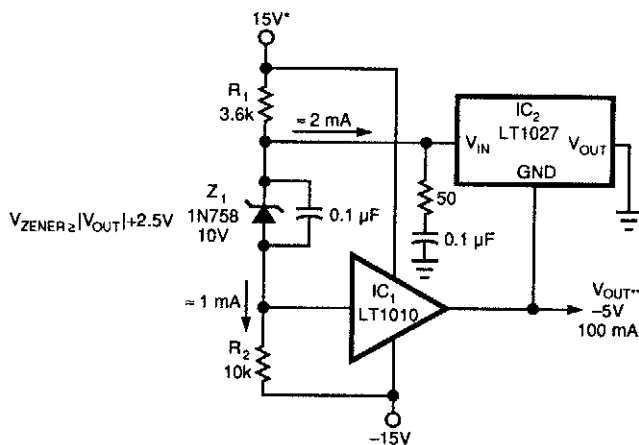 15V*
R1
3.6k
≈ 2 mA
IC2
LT1027
VIN
VOUT
GND
Z1
1N758
10V
0.1 µF
50
0.1 µF
VZENER ≥ |VOUT|+2.5V
≈ 1 mA
IC1
LT1010
R2
10k
VOUT**
–5V
100 mA
–15V